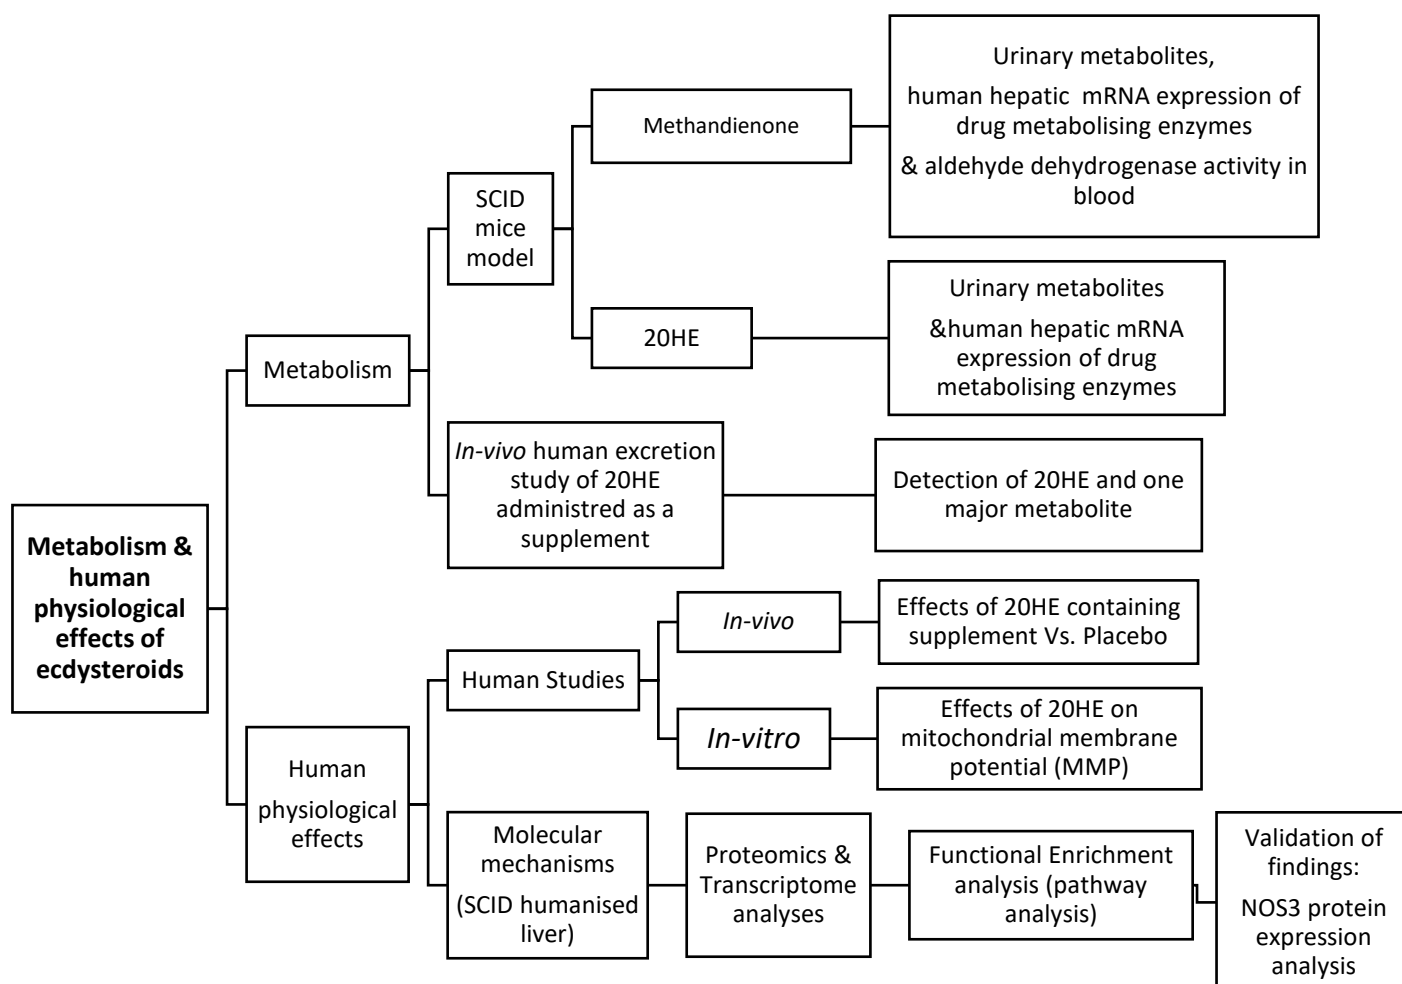 Metabolism &
human
physiological
effects of
ecdysteroids
Metabolism
SCID
mice
model
Methandienone
Urinary metabolites,
human hepatic mRNA expression of
drug metabolising enzymes
& aldehyde dehydrogenase activity in
blood
20HE
Urinary metabolites
&human hepatic mRNA
expression of drug
metabolising enzymes
In-vivo human excretion
study of 20HE
administred as a
supplement
Detection of 20HE and one
major metabolite
Human
physiological
effects
Human Studies
In-vivo
Effects of 20HE containing
supplement Vs. Placebo
In-vitro
Effects of 20HE on
mitochondrial membrane
potential (MMP)
Molecular
mechanisms
(SCID humanised
liver)
Proteomics &
Transcriptome
analyses
Functional Enrichment
analysis (pathway
analysis)
Validation of
findings:
NOS3 protein
expression
analysis